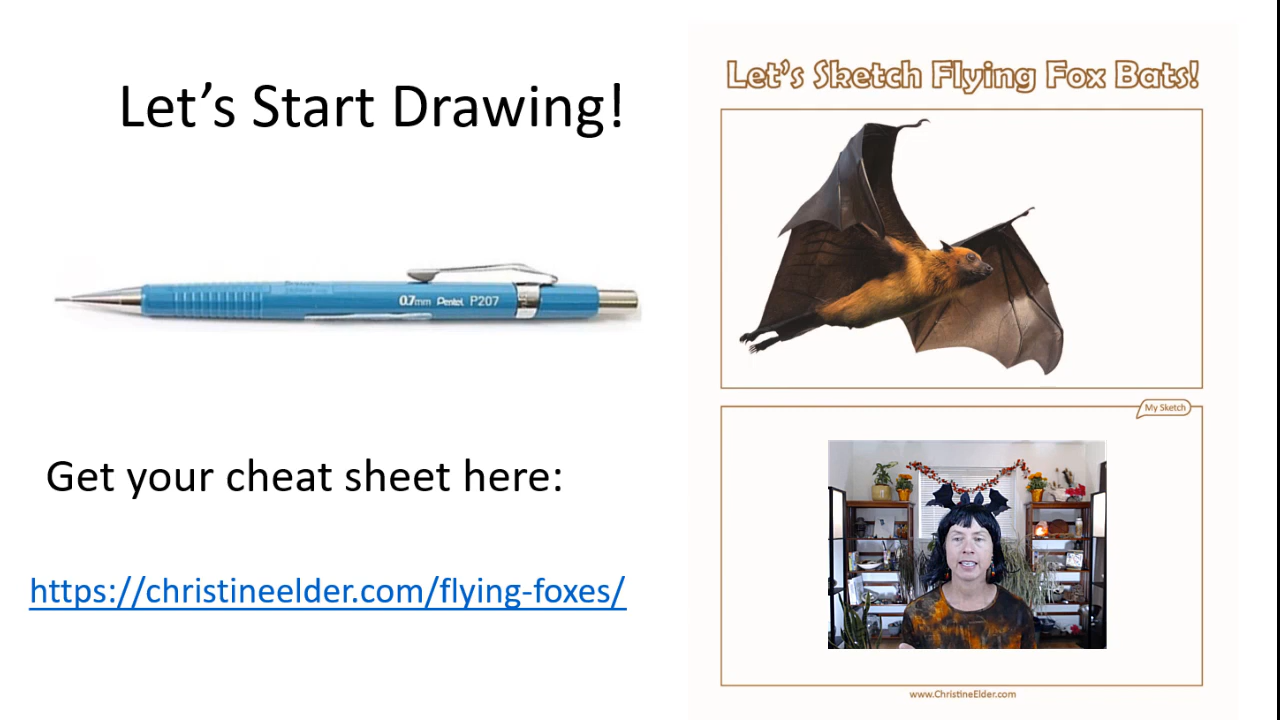 Let's Start Drawing!
0.7mm Pentel P207
Get your cheat sheet here:
https://christineelder.com/flying-foxes/
Let's Sketch Flying Fox Bats!
My Sketch
www.ChristineElder.com